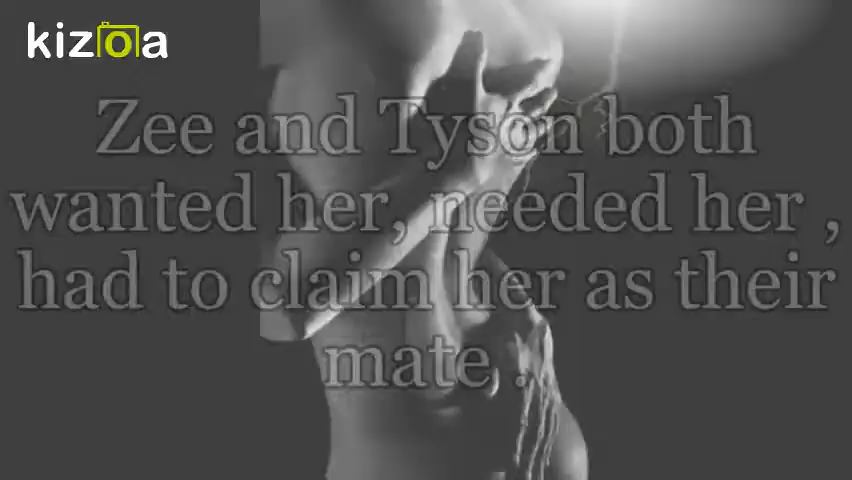 kizoa
Zee and Tyson both
wanted her, needed her ,
had to claim her as their
mate .